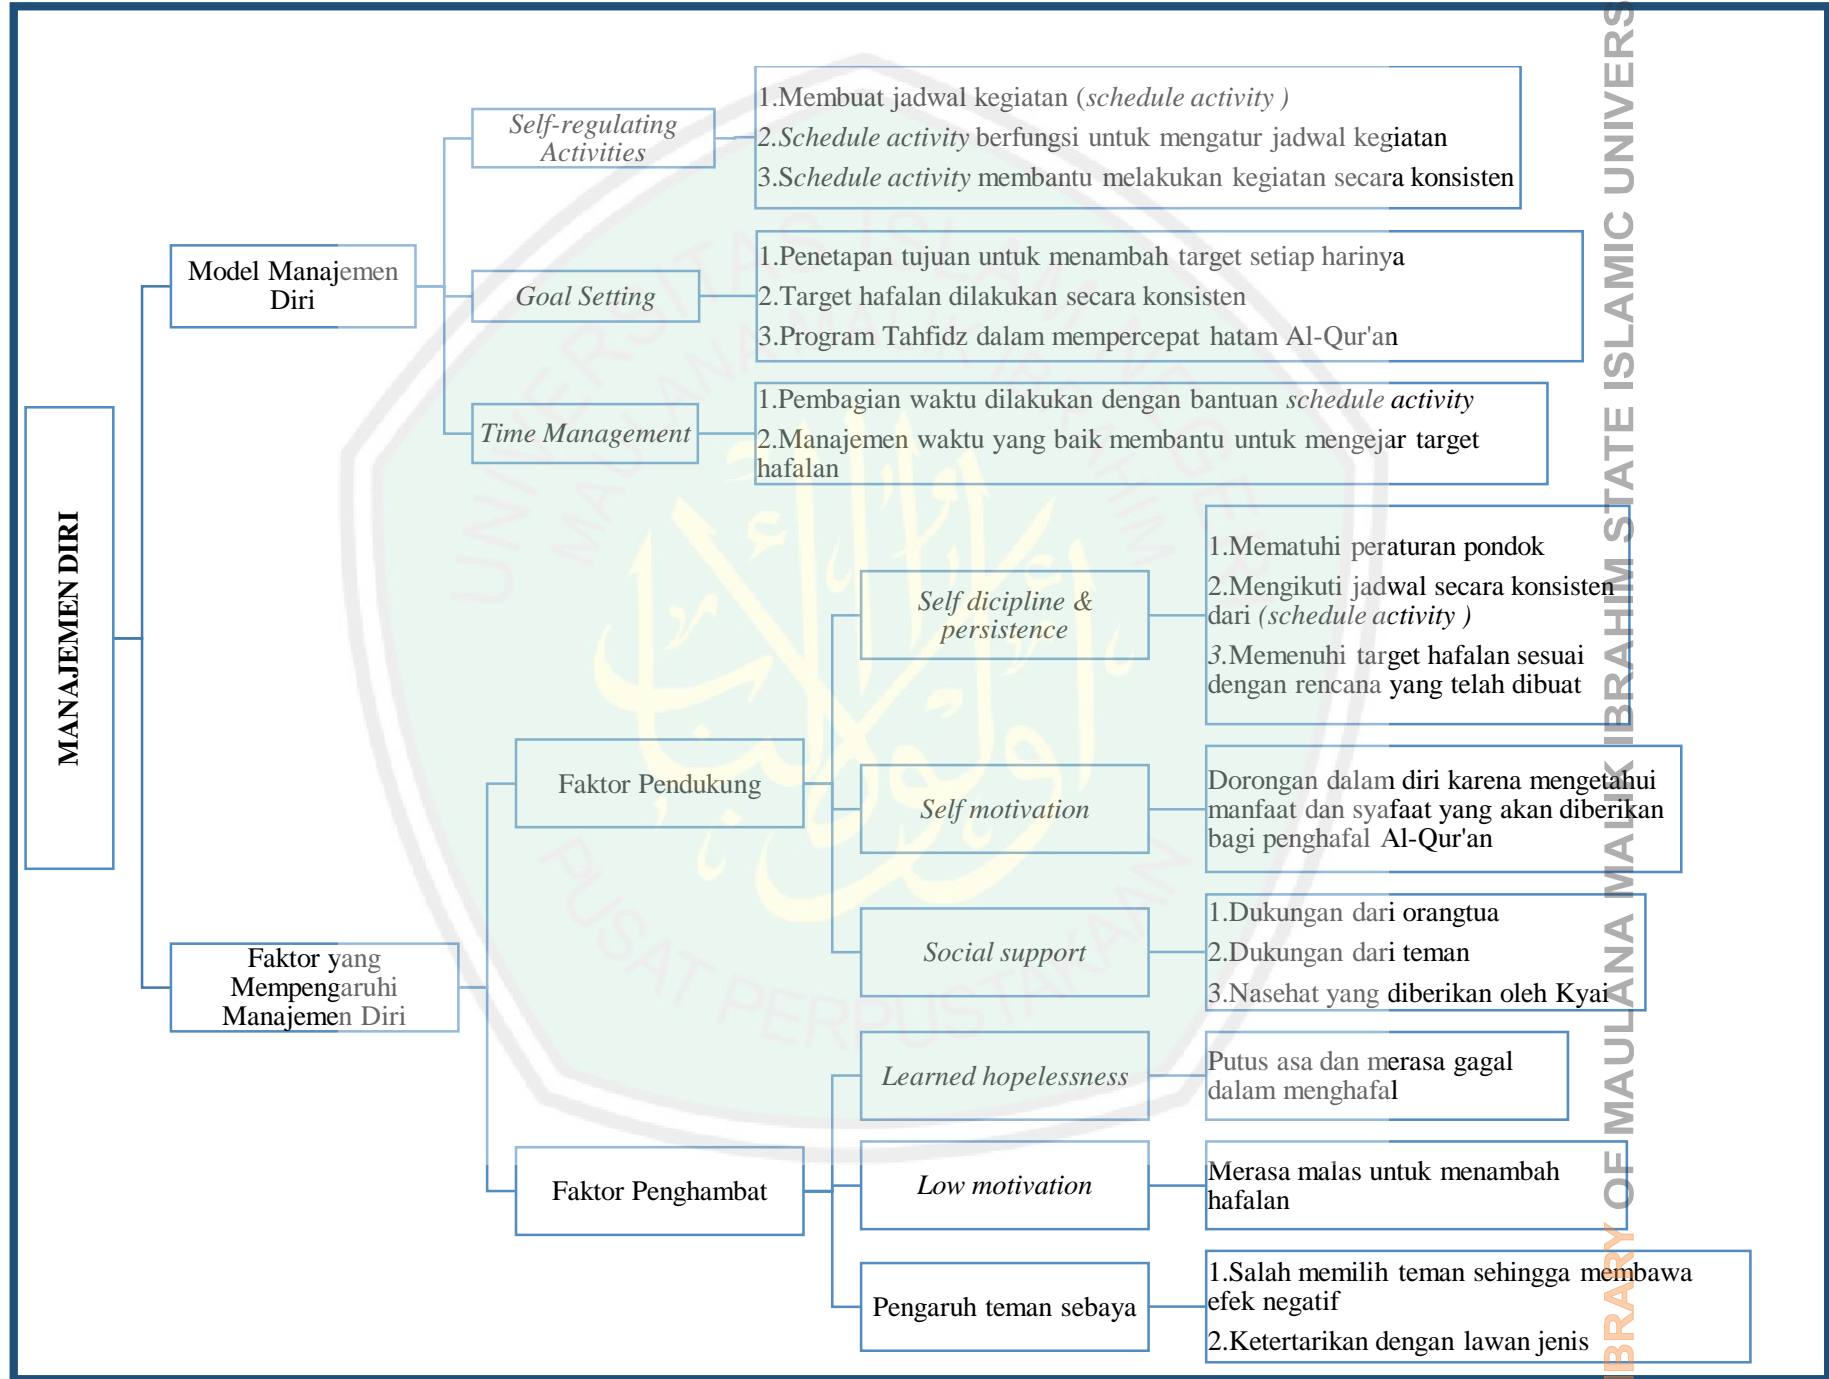 MANAJEMEN DIRI
Model Manajemen
Diri
Self-regulating
Activities
1.Membuat jadwal kegiatan (schedule activity )
2.Schedule activity berfungsi untuk mengatur jadwal kegiatan
3.Schedule activity membantu melakukan kegiatan secara konsisten
Goal Setting
1.Penetapan tujuan untuk menambah target setiap harinya
2.Target hafalan dilakukan secara konsisten
3.Program Tahfidz dalam mempercepat hatam Al-Qur'an
Time Management
1.Pembagian waktu dilakukan dengan bantuan schedule activity
2.Manajemen waktu yang baik membantu untuk mengejar target
hafalan
Faktor yang
Mempengaruhi
Manajemen Diri
Faktor Pendukung
Self dicipline &
persistence
1.Mematuhi peraturan pondok
2.Mengikuti jadwal secara konsisten
dari (schedule activity )
3.Memenuhi target hafalan sesuai
dengan rencana yang telah dibuat
Self motivation
Dorongan dalam diri karena mengetahui
manfaat dan syafaat yang akan diberikan
bagi penghafal Al-Qur'an
Social support
1.Dukungan dari orangtua
2.Dukungan dari teman
3.Nasehat yang diberikan oleh Kyai
Faktor Penghambat
Learned hopelessness
Putus asa dan merasa gagal
dalam menghafal
Low motivation
Merasa malas untuk menambah
hafalan
Pengaruh teman sebaya
1.Salah memilih teman sehingga membawa
efek negatif
2.Ketertarikan dengan lawan jenis
UNIVERSITAS ISLAM NEGERI
MAULANA MALIK IBRAHIM
PUSAT PERPUSTAKAAN
BRARY OF MAULANA MALIK IBRAHIM STATE ISLAMIC UNIVERS